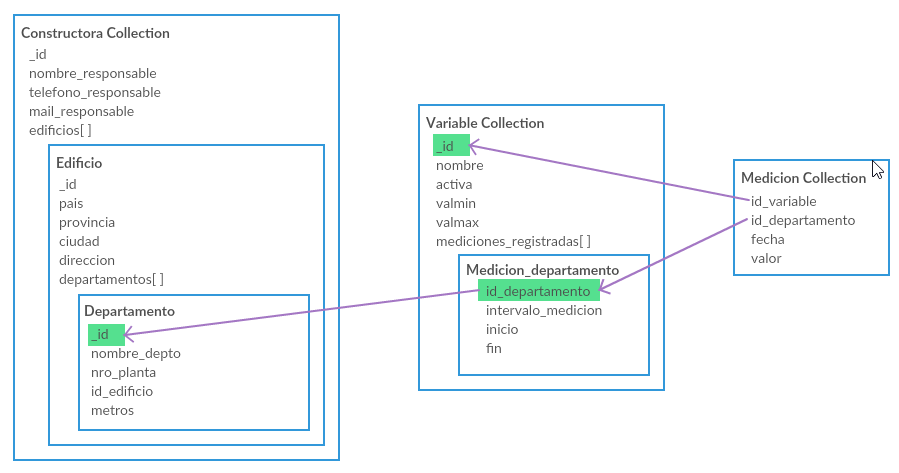 Constructora Collection
_id
nombre_responsable
telefono_responsable
mail_responsable
edificios[ ]
Edificio
_id
pais
provincia
ciudad
direccion
departamentos[ ]
Departamento
_id
nombre_depto
nro_planta
id_edificio
metros
Variable Collection
_id
nombre
activa
valmin
valmax
mediciones_registradas[ ]
Medicion_departamento
id_departamento
intervalo_medicion
inicio
fin
Medicion Collection
id_variable
id_departamento
fecha
valor